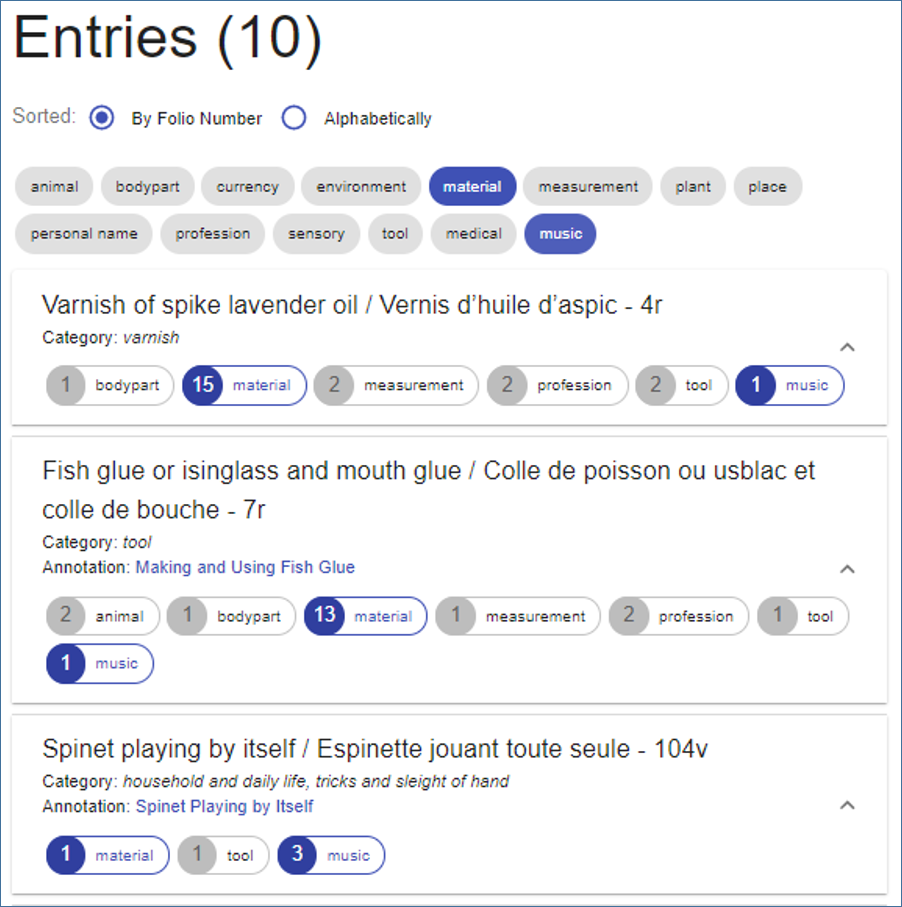 Entries (10)
Sorted: By Folio Number Alphabetically
animal bodypart currency environment material measurement plant place
personal name profession sensory tool medical music
Varnish of spike lavender oil / Vernis d’huile d’aspic - 4r
Category: varnish
1 bodypart 15 material 2 measurement 2 profession 2 tool 1 music
Fish glue or isinglass and mouth glue / Colle de poisson ou usblac et
colle de bouche - 7r
Category: tool
Annotation: Making and Using Fish Glue
2 animal 1 bodypart 13 material 1 measurement 2 profession 1 tool
1 music
Spinet playing by itself / Espinette jouant toute seule - 104v
Category: household and daily life, tricks and sleight of hand
Annotation: Spinet Playing by Itself
1 material 1 tool 3 music